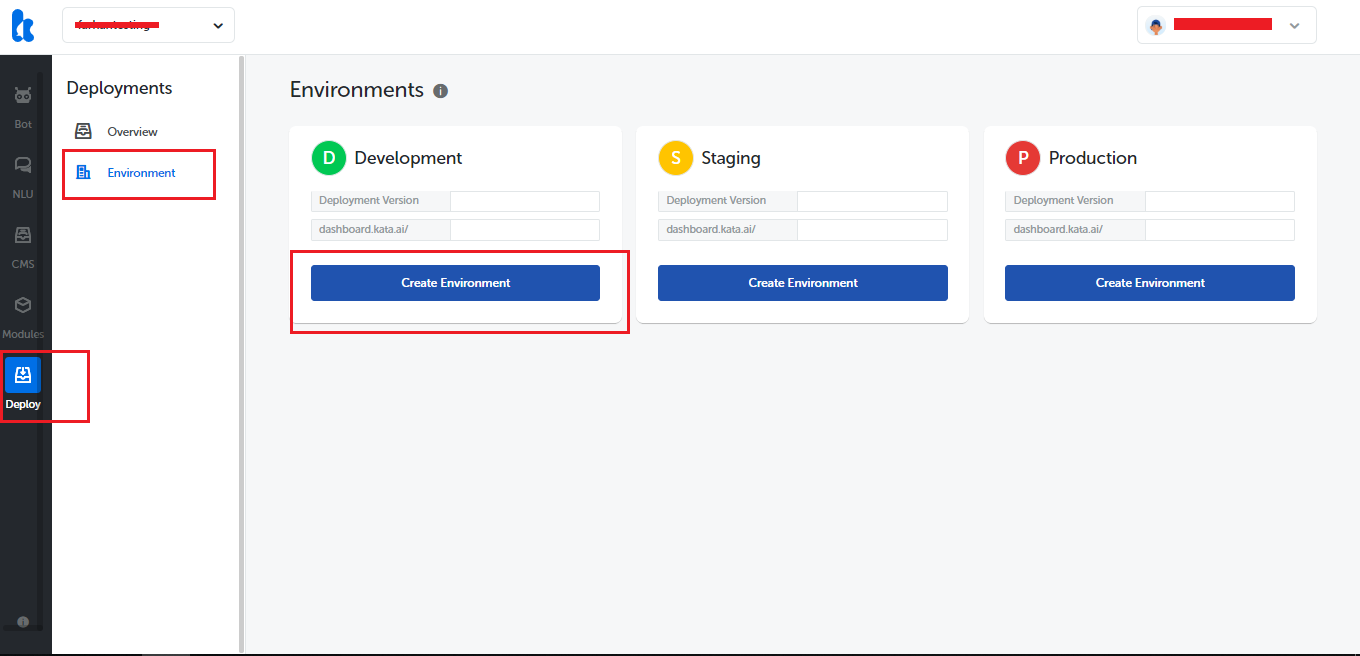 Deployments
Overview
Environment
Bot
NLU
CMS
Modules
Deploy
Environments
D Development
Deployment Version
dashboard.kata.ai/
Create Environment
S Staging
Deployment Version
dashboard.kata.ai/
Create Environment
P Production
Deployment Version
dashboard.kata.ai/
Create Environment